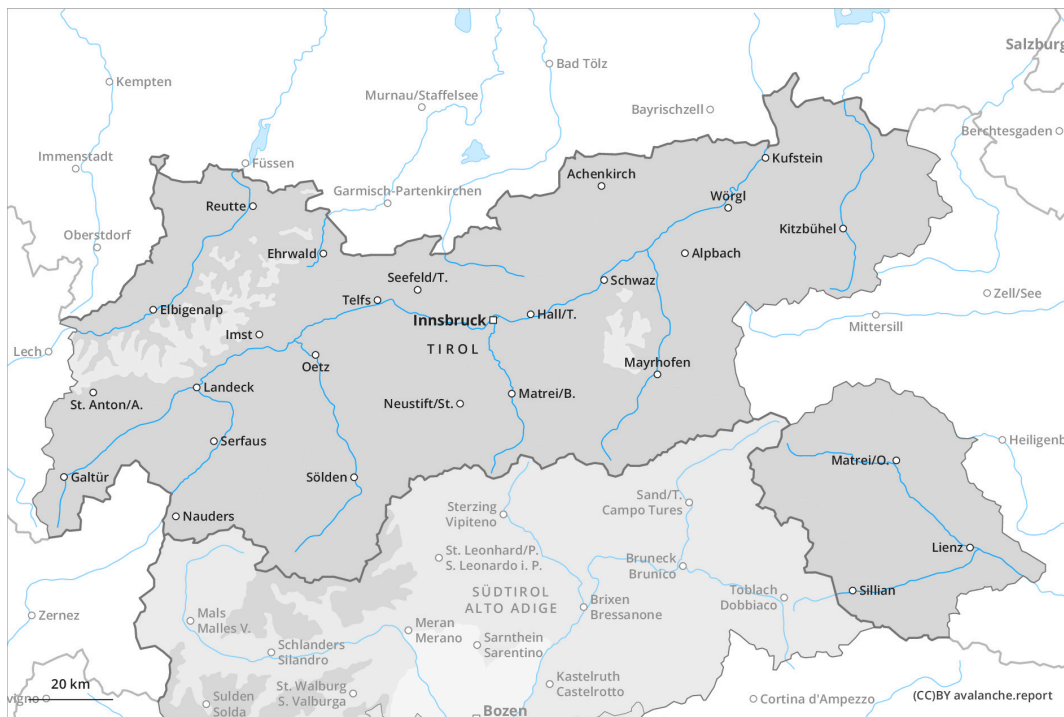 Salzburg
Kempten
Bad Tölz
Murnau/Staffelsee
Bayrischzell
Berchtesgaden
Immenstadt
Füssen
Kufstein
Achenkirch
Garmisch-Partenkirchen
Reutte
Wörgl
Kitzbühel
Oberstdorf
Ehrwald
Alpbach
Seefeld/T.
Schwaz
Zell/See
Telfs
Elbigenalp
Innsbruck
Hall/T.
Mittersill
Imst
TIROL
Lech
Oetz
Mayrhofen
Landeck
St. Anton/A.
Neustift/St.
Matrei/B.
Serfaus
Heiligenb
Matrei/O.
Galtür
Sölden
Sand/T.
Campo Tures
Sterzing
Vipiteno
Nauders
Lienz
St. Leonhard/P.
S. Leonardo i. P.
Bruneck
Brunico
SÜDTIROL
ALTO ADIGE
Sillian
Toblach
Dobbiaco
Brixen
Bressanone
Zernez
Mals
Malles V.
Meran
Merano
Sarnthein
Sarentino
Schlanders
Silandro
Kastelruth
Castelrotto
20 km
St. Walburg
S. Valburga
vigno
Sulden
Solda
Cortina d'Ampezzo
(CC)BY avalanche.report
Bozen